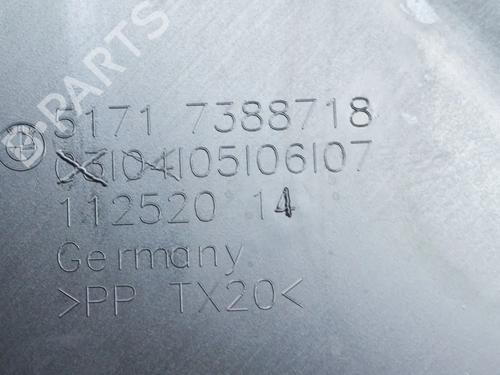 5171 7388718
03|04|05|06|07
112520 14
Germany
>PP TX20<
B-PARTS